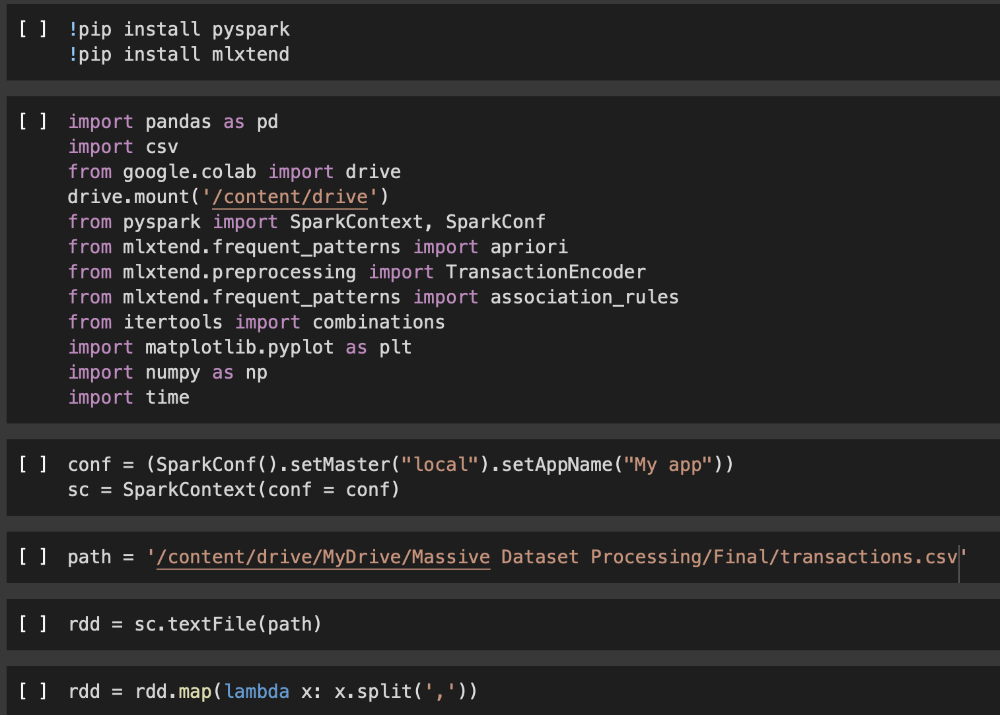 [ ] !pip install pyspark
!pip install mlxtend
[ ] import pandas as pd
import csv
from google.colab import drive
drive.mount('/content/drive')
from pyspark import SparkContext, SparkConf
from mlxtend.frequent_patterns import apriori
from mlxtend.preprocessing import TransactionEncoder
from mlxtend.frequent_patterns import association_rules
from itertools import combinations
import matplotlib.pyplot as plt
import numpy as np
import time
[ ] conf = (SparkConf().setMaster("local").setAppName("My app"))
sc = SparkContext(conf = conf)
[ ] path = '/content/drive/MyDrive/Massive Dataset Processing/Final/transactions.csv'
[ ] rdd = sc.textFile(path)
[ ] rdd = rdd.map(lambda x: x.split(','))